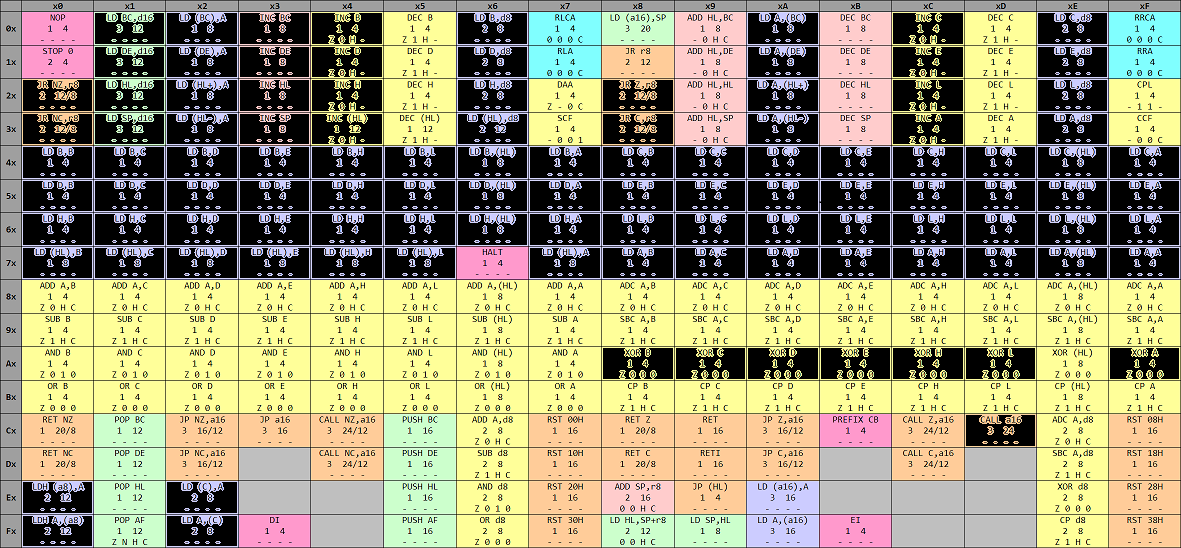 x0 x1 x2 x3 x4 x5 x6 x7 x8 x9 xA xB xC xD xE xF
NOP LD BC,d16 LD (BC),A INC BC INC B DEC B LD B,d8 RLCA LD (a16),SP ADD HL,BC LD A,(BC) DEC BC INC C DEC C LD C,d8 RRCA
0x 1 4 3 12 1 8 1 8 1 4 1 4 2 8 1 4 3 20 1 8 1 8 1 8 1 4 1 4 2 8 1 4
- - - - - - - - - - - - - - - - Z 0 H - Z 1 H - - - - - 0 0 0 C - - - - - 0 H C - - - - - - - - Z 0 H - Z 1 H - - - - - 0 0 0 C
STOP 0 LD DE,d16 LD (DE),A INC DE INC D DEC D LD D,d8 RLA JR r8 ADD HL,DE LD A,(DE) DEC DE INC E DEC E LD E,d8 RRA
1x 2 4 3 12 1 8 1 8 1 4 1 4 2 8 1 4 2 12 1 8 1 8 1 8 1 4 1 4 2 8 1 4
- - - - - - - - - - - - - - - - Z 0 H - Z 1 H - - - - - 0 0 0 C - - - - - 0 H C - - - - - - - - Z 0 H - Z 1 H - - - - - 0 0 0 C
JR NZ,r8 LD HL,d16 LD (HL+),A INC HL INC H DEC H LD H,d8 DAA JR Z,r8 ADD HL,HL LD A,(HL+) DEC HL INC L DEC L LD L,d8 CPL
2x 2 12/8 3 12 1 8 1 8 1 4 1 4 2 8 1 4 2 12/8 1 8 1 8 1 8 1 4 1 4 2 8 1 4
- - - - - - - - - - - - - - - - Z 0 H - Z 1 H - - - - - Z - 0 C - - - - - 0 H C - - - - - - - - Z 0 H - Z 1 H - - - - - - 1 1 -
JR NC,r8 LD SP,d16 LD (HL-),A INC SP INC (HL) DEC (HL) LD (HL),d8 SCF JR C,r8 ADD HL,SP LD A,(HL-) DEC SP INC A DEC A LD A,d8 CCF
3x 2 12/8 3 12 1 8 1 8 1 12 1 12 2 12 1 4 2 12/8 1 8 1 8 1 8 1 4 1 4 2 8 1 4
- - - - - - - - - - - - - - - - Z 0 H - Z 1 H - - - - - - 0 0 1 - - - - - 0 H C - - - - - - - - Z 0 H - Z 1 H - - - - - - 0 0 C
LD B,B LD B,C LD B,D LD B,E LD B,H LD B,L LD B,(HL) LD B,A LD C,B LD C,C LD C,D LD C,E LD C,H LD C,L LD C,(HL) LD C,A
4x 1 4 1 4 1 4 1 4 1 4 1 4 1 8 1 4 1 4 1 4 1 4 1 4 1 4 1 4 1 8 1 4
- - - - - - - - - - - - - - - - - - - - - - - - - - - - - - - - - - - - - - - - - - - - - - - - - - - - - - - - - - - - - - - -
LD D,B LD D,C LD D,D LD D,E LD D,H LD D,L LD D,(HL) LD D,A LD E,B LD E,C LD E,D LD E,E LD E,H LD E,L LD E,(HL) LD E,A
5x 1 4 1 4 1 4 1 4 1 4 1 4 1 8 1 4 1 4 1 4 1 4 1 4 1 4 1 4 1 8 1 4
- - - - - - - - - - - - - - - - - - - - - - - - - - - - - - - - - - - - - - - - - - - - - - - - - - - - - - - - - - - - - - - -
LD H,B LD H,C LD H,D LD H,E LD H,H LD H,L LD H,(HL) LD H,A LD L,B LD L,C LD L,D LD L,E LD L,H LD L,L LD L,(HL) LD L,A
6x 1 4 1 4 1 4 1 4 1 4 1 4 1 8 1 4 1 4 1 4 1 4 1 4 1 4 1 4 1 8 1 4
- - - - - - - - - - - - - - - - - - - - - - - - - - - - - - - - - - - - - - - - - - - - - - - - - - - - - - - - - - - - - - - -
LD (HL),B LD (HL),C LD (HL),D LD (HL),E LD (HL),H LD (HL),L HALT LD (HL),A LD A,B LD A,C LD A,D LD A,E LD A,H LD A,L LD A,(HL) LD A,A
7x 1 8 1 8 1 8 1 8 1 8 1 8 1 4 1 8 1 4 1 4 1 4 1 4 1 4 1 4 1 8 1 4
- - - - - - - - - - - - - - - - - - - - - - - - - - - - - - - - - - - - - - - - - - - - - - - - - - - - - - - - - - - - - - - -
ADD A,B ADD A,C ADD A,D ADD A,E ADD A,H ADD A,L ADD A,(HL) ADD A,A ADC A,B ADC A,C ADC A,D ADC A,E ADC A,H ADC A,L ADC A,(HL) ADC A,A
8x 1 4 1 4 1 4 1 4 1 4 1 4 1 8 1 4 1 4 1 4 1 4 1 4 1 4 1 4 1 8 1 4
Z 0 H C Z 0 H C Z 0 H C Z 0 H C Z 0 H C Z 0 H C Z 0 H C Z 0 H C Z 0 H C Z 0 H C Z 0 H C Z 0 H C Z 0 H C Z 0 H C Z 0 H C Z 0 H C
SUB B SUB C SUB D SUB E SUB H SUB L SUB (HL) SUB A SBC A,B SBC A,C SBC A,D SBC A,E SBC A,H SBC A,L SBC A,(HL) SBC A,A
9x 1 4 1 4 1 4 1 4 1 4 1 4 1 8 1 4 1 4 1 4 1 4 1 4 1 4 1 4 1 8 1 4
Z 1 H C Z 1 H C Z 1 H C Z 1 H C Z 1 H C Z 1 H C Z 1 H C Z 1 H C Z 1 H C Z 1 H C Z 1 H C Z 1 H C Z 1 H C Z 1 H C Z 1 H C Z 1 H C
AND B AND C AND D AND E AND H AND L AND (HL) AND A XOR B XOR C XOR D XOR E XOR H XOR L XOR (HL) XOR A
Ax 1 4 1 4 1 4 1 4 1 4 1 4 1 8 1 4 1 4 1 4 1 4 1 4 1 4 1 4 1 8 1 4
Z 0 1 0 Z 0 1 0 Z 0 1 0 Z 0 1 0 Z 0 1 0 Z 0 1 0 Z 0 1 0 Z 0 1 0 Z 0 0 0 Z 0 0 0 Z 0 0 0 Z 0 0 0 Z 0 0 0 Z 0 0 0 Z 0 0 0 Z 0 0 0
OR B OR C OR D OR E OR H OR L OR (HL) OR A CP B CP C CP D CP E CP H CP L CP (HL) CP A
Bx 1 4 1 4 1 4 1 4 1 4 1 4 1 8 1 4 1 4 1 4 1 4 1 4 1 4 1 4 1 8 1 4
Z 0 0 0 Z 0 0 0 Z 0 0 0 Z 0 0 0 Z 0 0 0 Z 0 0 0 Z 0 0 0 Z 0 0 0 Z 1 H C Z 1 H C Z 1 H C Z 1 H C Z 1 H C Z 1 H C Z 1 H C Z 1 H C
RET NZ POP BC JP NZ,a16 JP a16 CALL NZ,a16 PUSH BC ADD A,d8 RST 00H RET Z RET JP Z,a16 PREFIX CB CALL Z,a16 CALL a16 ADC A,d8 RST 08H
Cx 1 20/8 1 12 3 16/12 3 16 3 24/12 1 16 2 8 1 16 1 20/8 1 16 3 16/12 1 4 3 24/12 3 24 2 8 1 16
- - - - - - - - - - - - - - - - - - - - - - - - Z 0 H C - - - - - - - - - - - - - - - - - - - - - - - - - - - - Z 0 H C - - - -
RET NC POP DE JP NC,a16 CALL NC,a16 PUSH DE SUB d8 RST 10H RET C RETI JP C,a16 CALL C,a16 SBC A,d8 RST 18H
Dx 1 20/8 1 12 3 16/12 3 24/12 1 16 2 8 1 16 1 20/8 1 16 3 16/12 3 24/12 2 8 1 16
- - - - - - - - - - - - - - - - - - - - Z 1 H C - - - - - - - - - - - - - - - - - - - - Z 1 H C - - - -
LDH (a8),A POP HL LD (C),A PUSH HL AND d8 RST 20H ADD SP,r8 JP (HL) LD (a16),A XOR d8 RST 28H
Ex 2 12 1 12 2 8 1 16 2 8 1 16 2 16 1 4 3 16 2 8 1 16
- - - - - - - - - - - - - - - - Z 0 1 0 - - - - 0 0 H C - - - - - - - - Z 0 0 0 - - - -
LDH A,(a8) POP AF LD A,(C) DI PUSH AF OR d8 RST 30H LD HL,SP+r8 LD SP,HL LD A,(a16) EI CP d8 RST 38H
Fx 2 12 1 12 2 8 1 4 1 16 2 8 1 16 2 12 1 8 3 16 1 4 2 8 1 16
- - - - Z N H C - - - - - - - - - - - - Z 0 0 0 - - - - 0 0 H C - - - - - - - - - - - - Z 1 H C - - - -